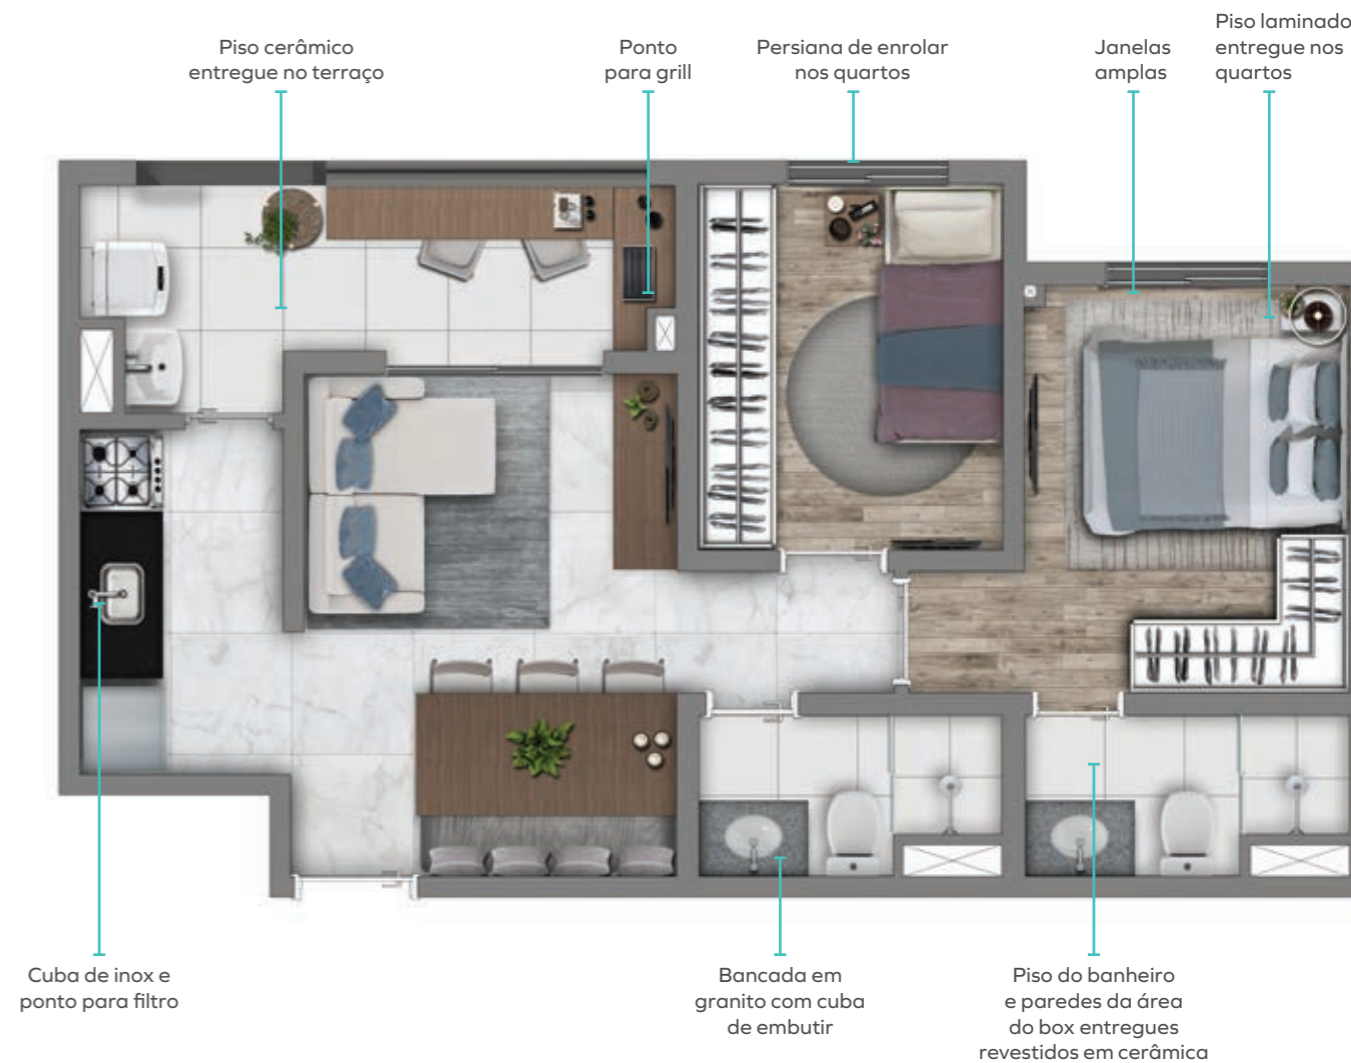 Piso cerâmico
entregue no terraço
Ponto
para grill
Persiana de enrolar
nos quartos
Janelas
amplas
Piso laminado
entregue nos
quartos
Cuba de inox e
ponto para filtro
Bancada em
granito com cuba
de embutir
Piso do banheiro
e paredes da área
do box entregues
revestidos em cerâmica